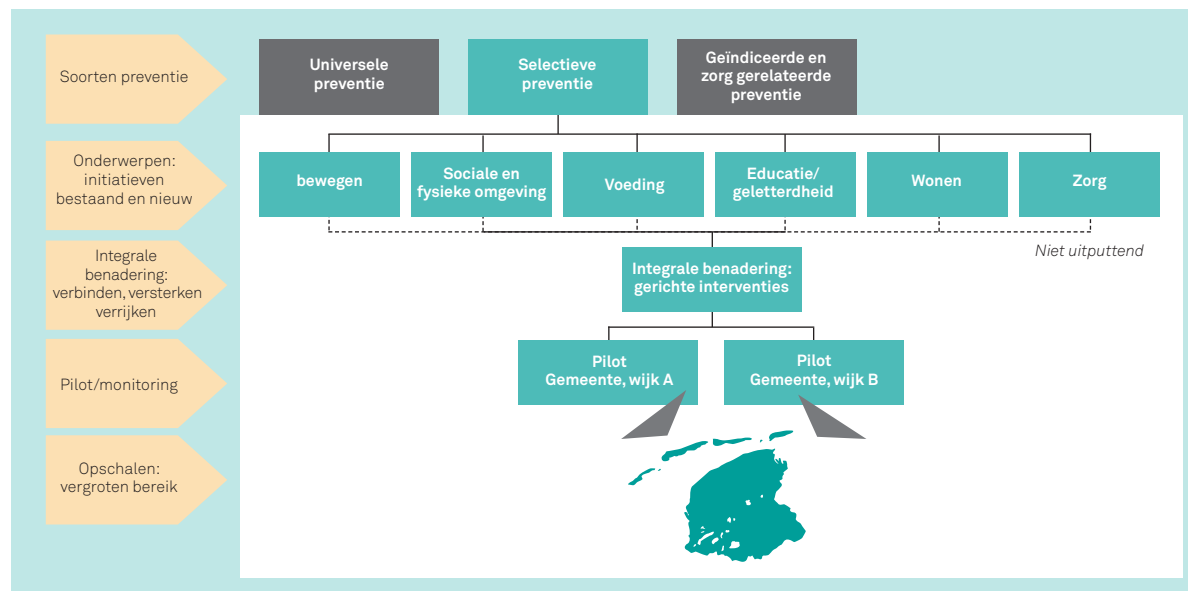 Soorten preventie
Universele
preventie
Selectieve
preventie
Geïndiceerde en
zorg gerelateerde
preventie
Onderwerpen:
initiatieven
bestaand en nieuw
bewegen
Sociale en
fysieke omgeving
Voeding
Educatie/
geletterdheid
Wonen
Zorg
Niet uitputtend
Integrale
benadering:
verbinden, versterken
verrijken
Integrale benadering:
gerichte interventies
Pilot/monitoring
Pilot
Gemeente, wijk A
Pilot
Gemeente, wijk B
Opschalen:
vergroten bereik